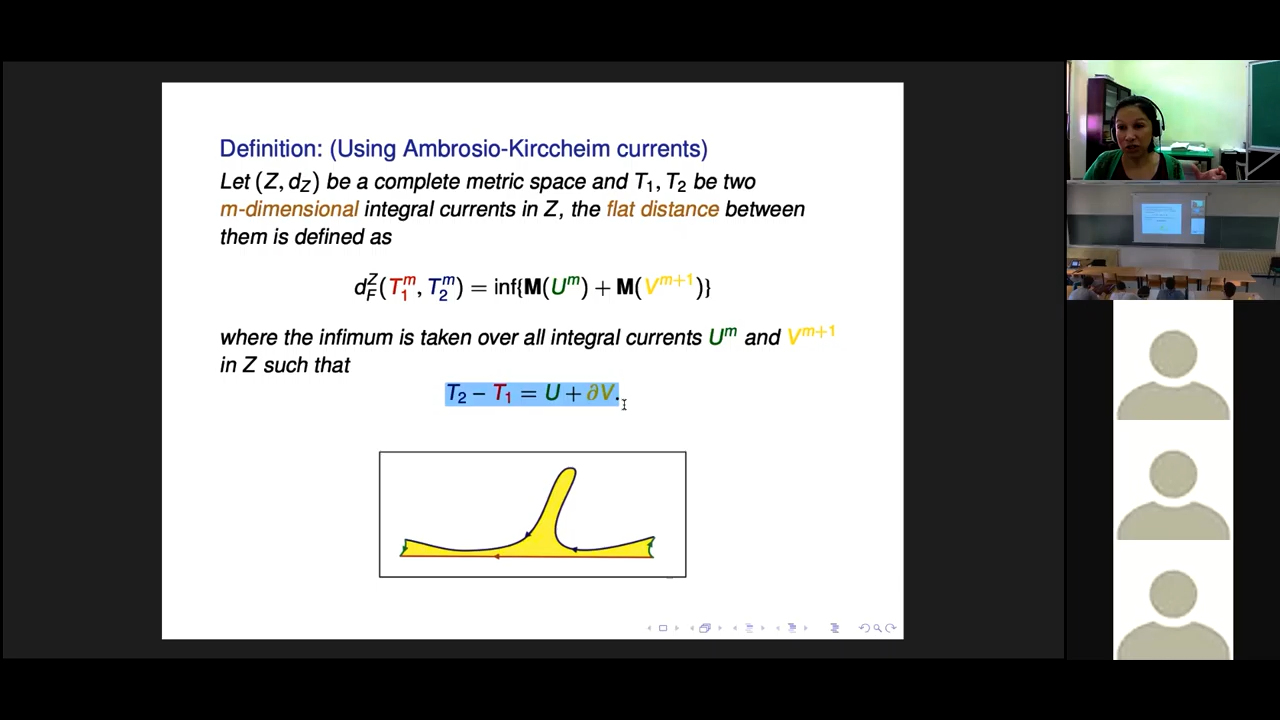 Definition: (Using Ambrosio-Kirccheim currents)
Let (Z, d_Z) be a complete metric space and T_1, T_2 be two
m-dimensional integral currents in Z, the flat distance between
them is defined as
d_F^Z(T_1^m, T_2^m) = inf{M(U^m) + M(V^{m+1})}
where the infimum is taken over all integral currents U^m and V^{m+1}
in Z such that
T_2 − T_1 = U + ∂V.